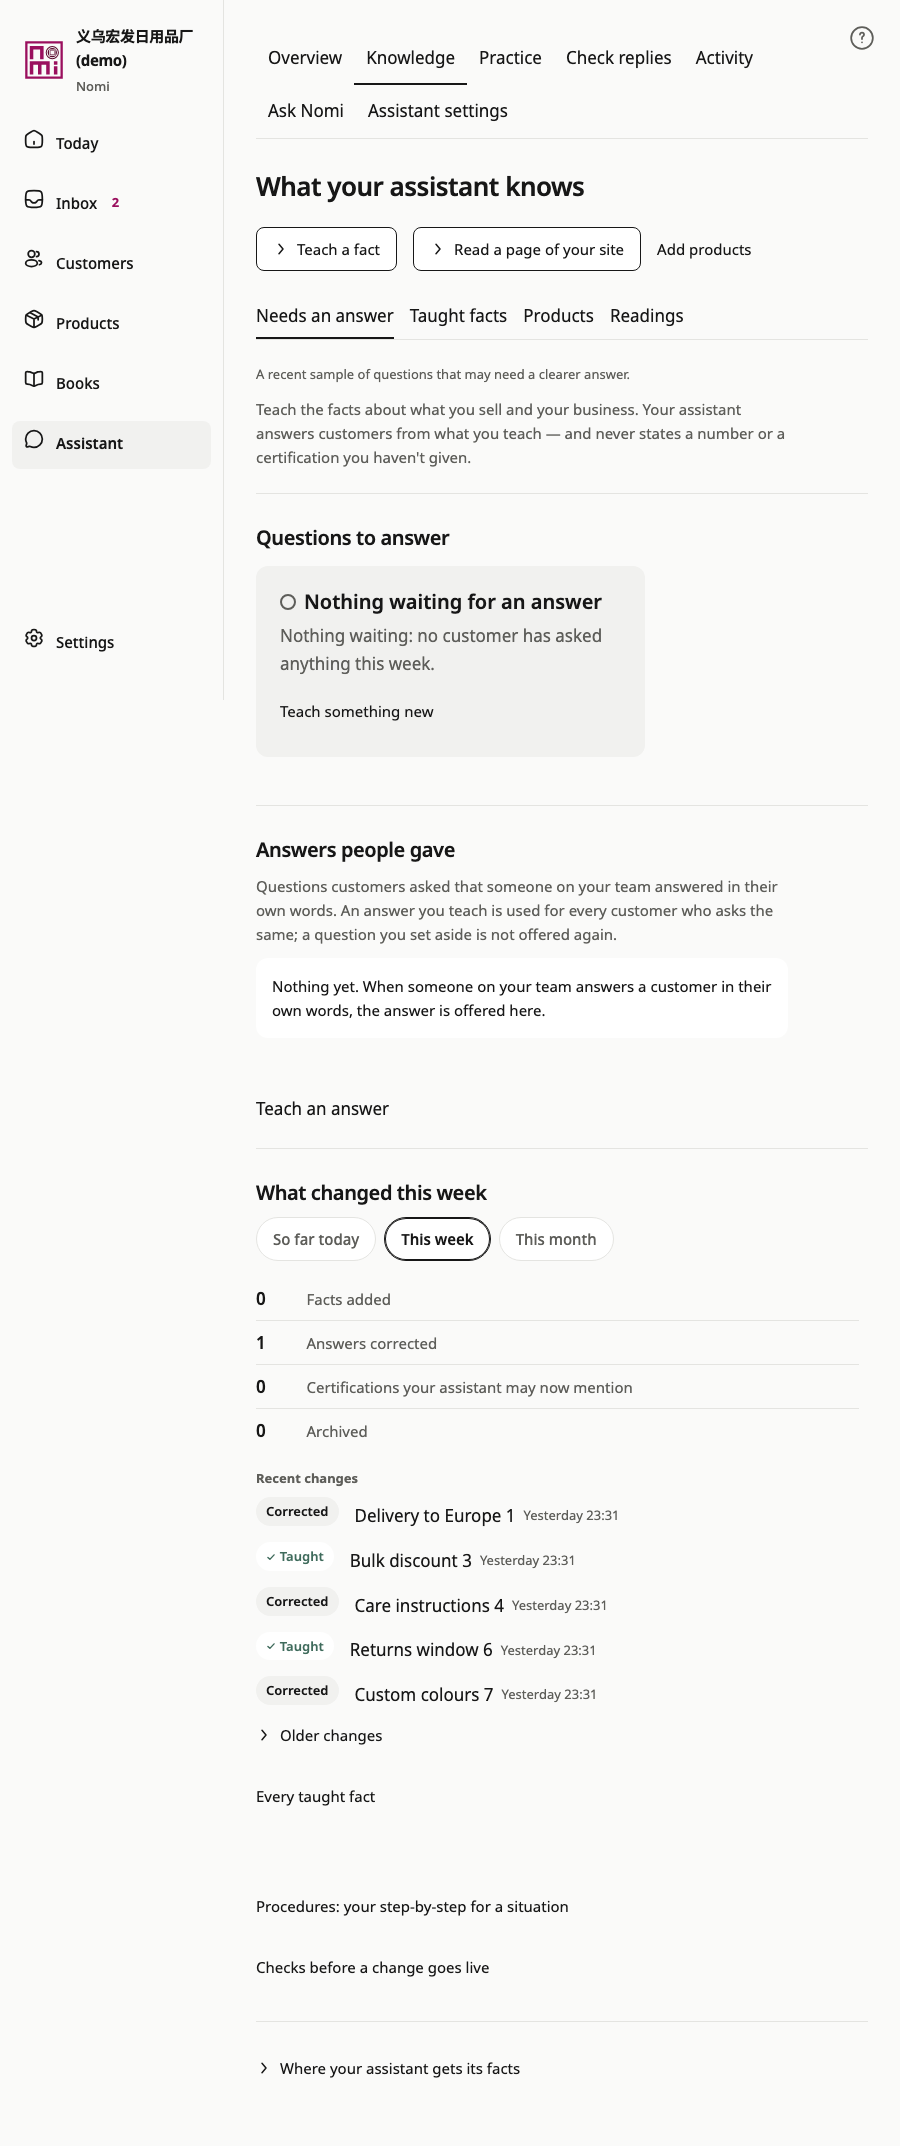 义乌宏发日用品厂
(demo)
Nomi
Today
Inbox 2
Customers
Products
Books
Assistant
Settings
Overview Knowledge Practice Check replies Activity
Ask Nomi Assistant settings
What your assistant knows
Teach a fact Read a page of your site Add products
Needs an answer Taught facts Products Readings
A recent sample of questions that may need a clearer answer.
Teach the facts about what you sell and your business. Your assistant
answers customers from what you teach — and never states a number or a
certification you haven't given.
Questions to answer
Nothing waiting for an answer
Nothing waiting: no customer has asked
anything this week.
Teach something new
Answers people gave
Questions customers asked that someone on your team answered in their
own words. An answer you teach is used for every customer who asks the
same; a question you set aside is not offered again.
Nothing yet. When someone on your team answers a customer in their
own words, the answer is offered here.
Teach an answer
What changed this week
So far today This week This month
0 Facts added
1 Answers corrected
0 Certifications your assistant may now mention
0 Archived
Recent changes
Corrected Delivery to Europe 1 Yesterday 23:31
Taught Bulk discount 3 Yesterday 23:31
Corrected Care instructions 4 Yesterday 23:31
Taught Returns window 6 Yesterday 23:31
Corrected Custom colours 7 Yesterday 23:31
Older changes
Every taught fact
Procedures: your step-by-step for a situation
Checks before a change goes live
Where your assistant gets its facts